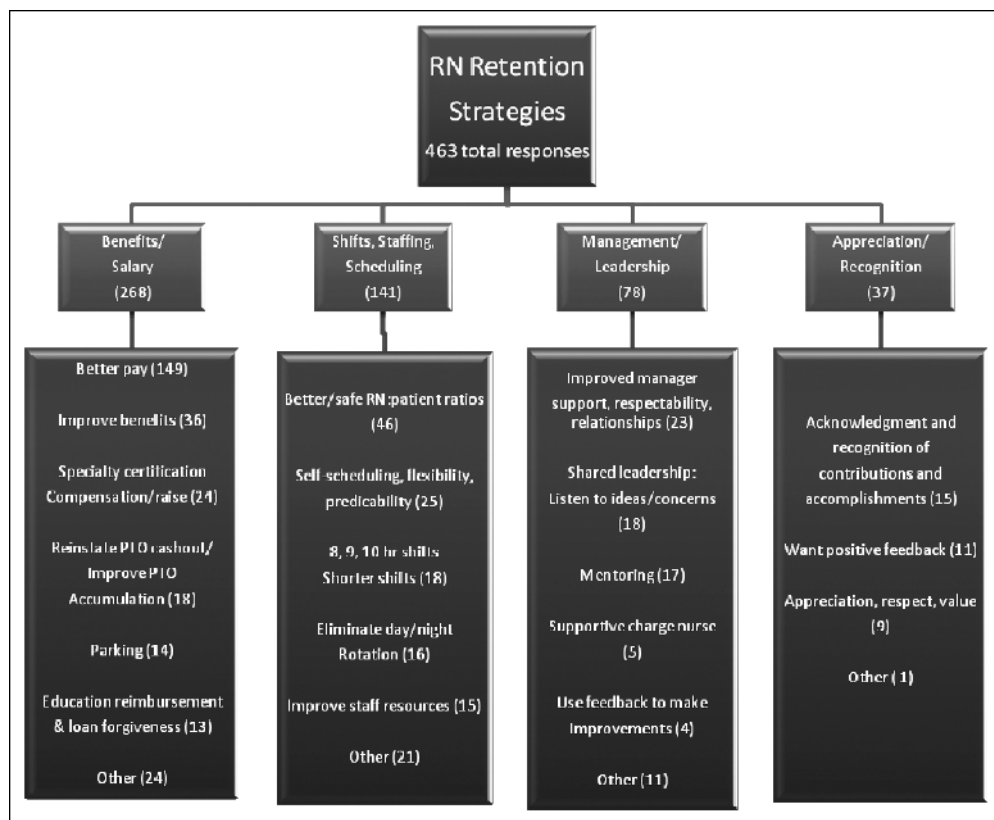 RN Retention
Strategies
463 total responses
Benefits/
Salary
(268)
Shifts, Staffing,
Scheduling
(141)
Management/
Leadership
(78)
Appreciation/
Recognition
(37)
Better pay (149)
Improve benefits (36)
Specialty certification
Compensation/raise (24)
Reinstate PTO cashout/
Improve PTO
Accumulation (18)
Parking (14)
Education reimbursement
& loan forgiveness (13)
Other (24)
Better/safe RN:patient ratios
(46)
Self-scheduling, flexibility,
predicability (25)
8, 9, 10 hr shifts
Shorter shifts (18)
Eliminate day/night
Rotation (16)
Improve staff resources (15)
Other (21)
Improved manager
support, respectability,
relationships (23)
Shared leadership:
Listen to ideas/concerns
(18)
Mentoring (17)
Supportive charge nurse
(5)
Use feedback to make
Improvements (4)
Other (11)
Acknowledgment and
recognition of
contributions and
accomplishments (15)
Want positive feedback (11)
Appreciation, respect, value
(9)
Other ( 1)